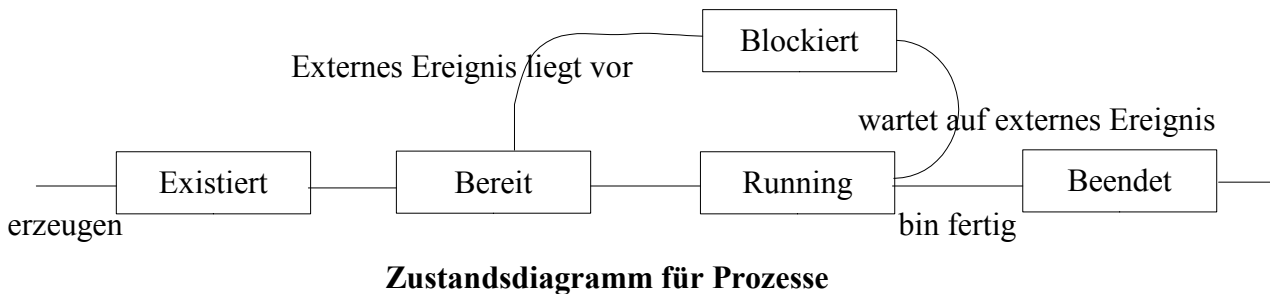 Blockiert
Externes Ereignis liegt vor
wartet auf externes Ereignis
Existiert
Bereit
Running
Beendet
erzeugen
bin fertig
Zustandsdiagramm für Prozesse